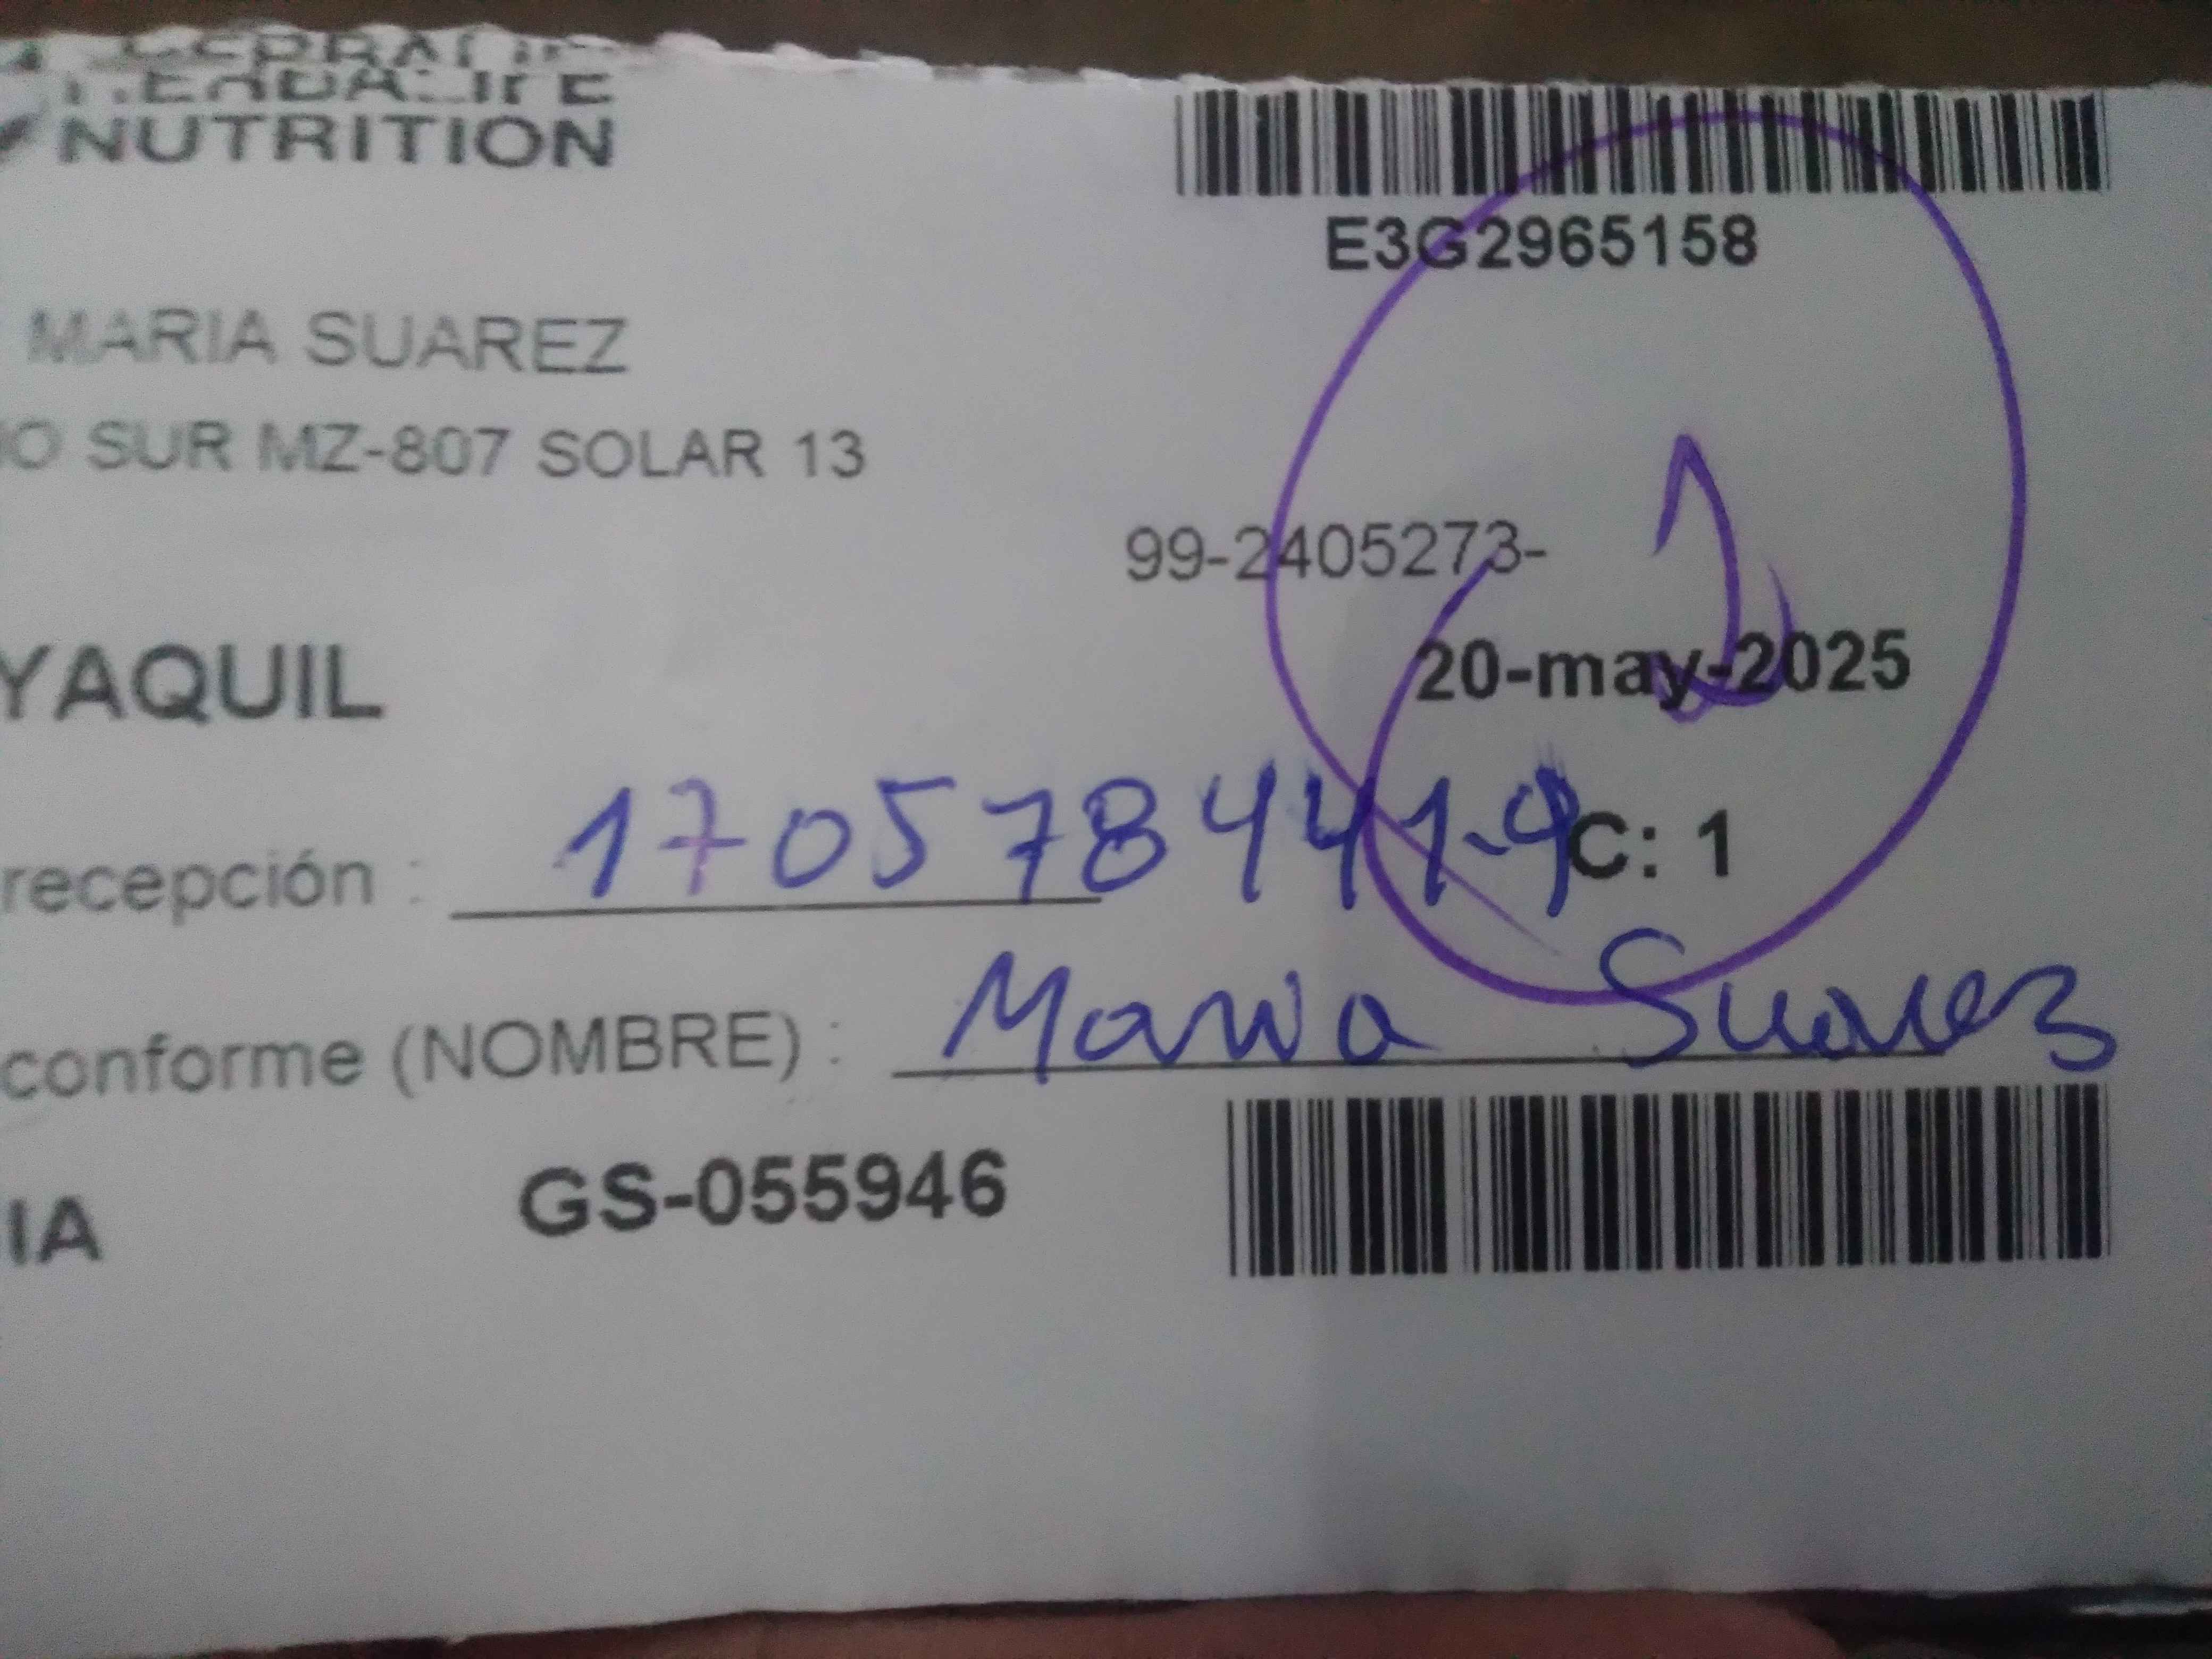 HERBALIFE
NUTRITION
E3G2965158
MARIA SUAREZ
SUR MZ-807 SOLAR 13
99-2405273-
20-may-2025
YAQUIL
recepción : 170578441-9
C: 1
conforme (NOMBRE) : Maria Suarez
IA GS-055946